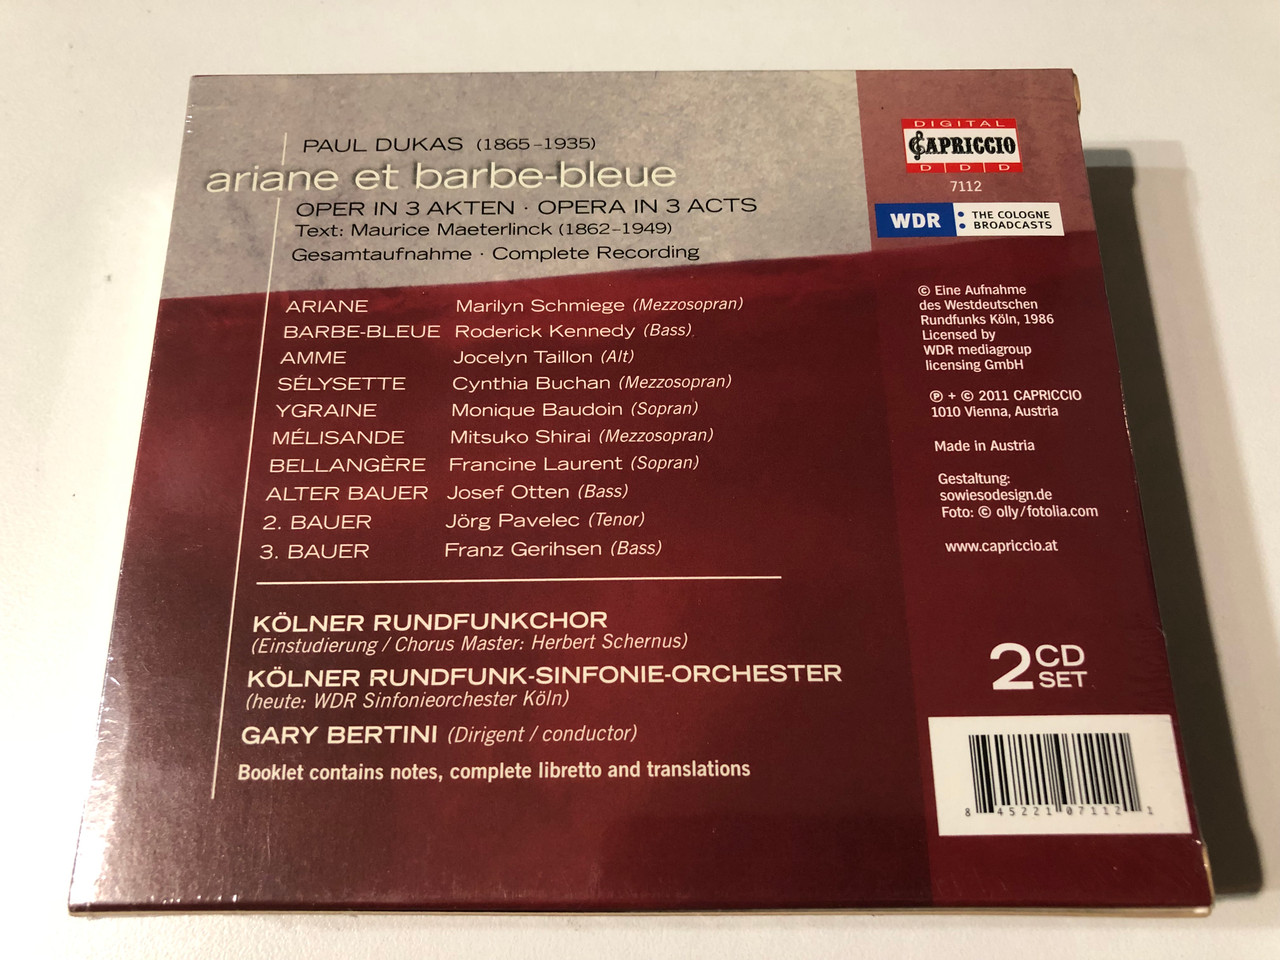 PAUL DUKAS (1865–1935)
ariane et barbe-bleue
OPER IN 3 AKTEN · OPERA IN 3 ACTS
Text: Maurice Maeterlinck (1862–1949)
Gesamtaufnahme · Complete Recording
ARIANE Marilyn Schmiege (Mezzosopran)
BARBE-BLEUE Roderick Kennedy (Bass)
AMME Jocelyn Taillon (Alt)
SÉLYSETTE Cynthia Buchan (Mezzosopran)
YGRAINE Monique Baudoin (Sopran)
MÉLISANDE Mitsuko Shirai (Mezzosopran)
BELLANGÈRE Francine Laurent (Sopran)
ALTER BAUER Josef Otten (Bass)
2. BAUER Jörg Pavelec (Tenor)
3. BAUER Franz Gerihsen (Bass)
KÖLNER RUNDFUNKCHOR
(Einstudierung / Chorus Master: Herbert Schernus)
KÖLNER RUNDFUNK-SINFONIE-ORCHESTER
(heute: WDR Sinfonieorchester Köln)
GARY BERTINI (Dirigent / conductor)
Booklet contains notes, complete libretto and translations
DIGITAL
CAPRICCIO
D D D
7112
WDR THE COLOGNE
BROADCASTS
© Eine Aufnahme
des Westdeutschen
Rundfunks Köln, 1986
Licensed by
WDR mediagroup
licensing GmbH
℗ + © 2011 CAPRICCIO
1010 Vienna, Austria
Made in Austria
Gestaltung:
sowiesodesign.de
Foto: © olly/fotolia.com
www.capriccio.at
2 CD
SET
8 45221 07112 1